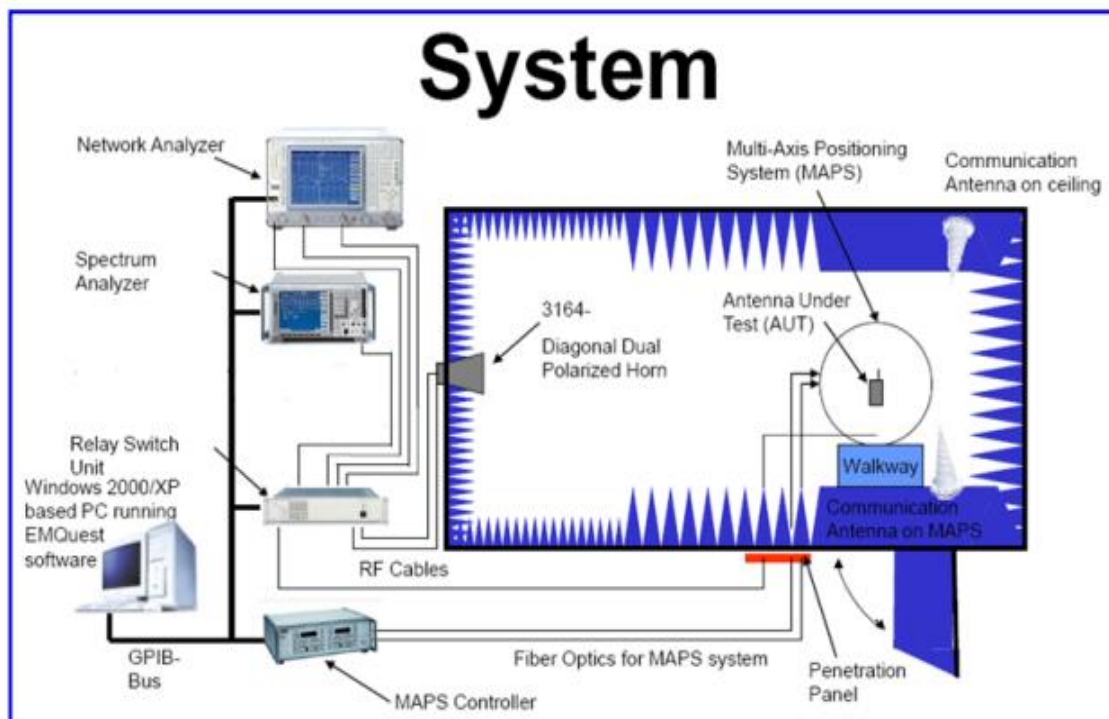 System
Network Analyzer
Multi-Axis Positioning
System (MAPS)
Communication
Antenna on ceiling
Spectrum
Analyzer
3164-
Diagonal Dual
Polarized Horn
Antenna Under
Test (AUT)
Relay Switch
Unit
Windows 2000/XP
based PC running
EMQuest
software
Walkway
Communication
Antenna on MAPS
RF Cables
GPIB-
Bus
Fiber Optics for MAPS system
Penetration
Panel
MAPS Controller